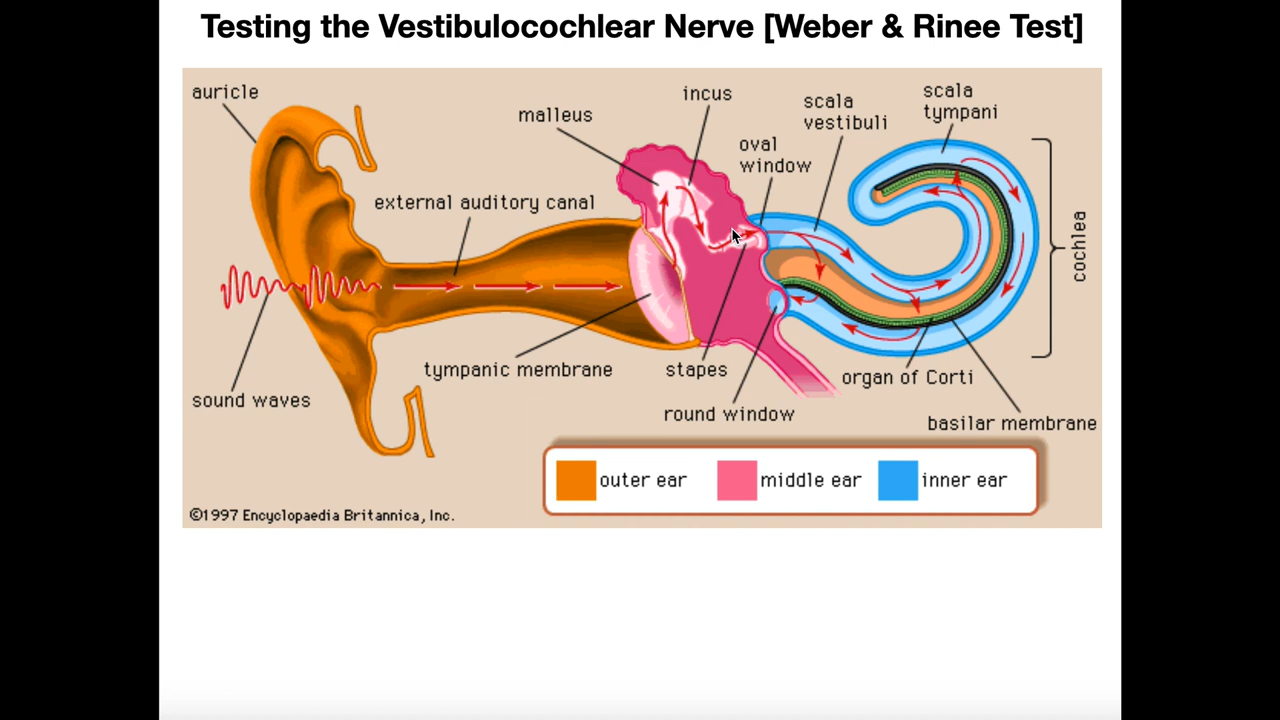 Testing the Vestibulocochlear Nerve [Weber & Rinee Test]
auricle
malleus
incus
scala
vestibuli
scala
tympani
oval
window
external auditory canal
cochlea
tympanic membrane
stapes
organ of Corti
sound waves
round window
basilar membrane
outer ear
middle ear
inner ear
©1997 Encyclopaedia Britannica, Inc.